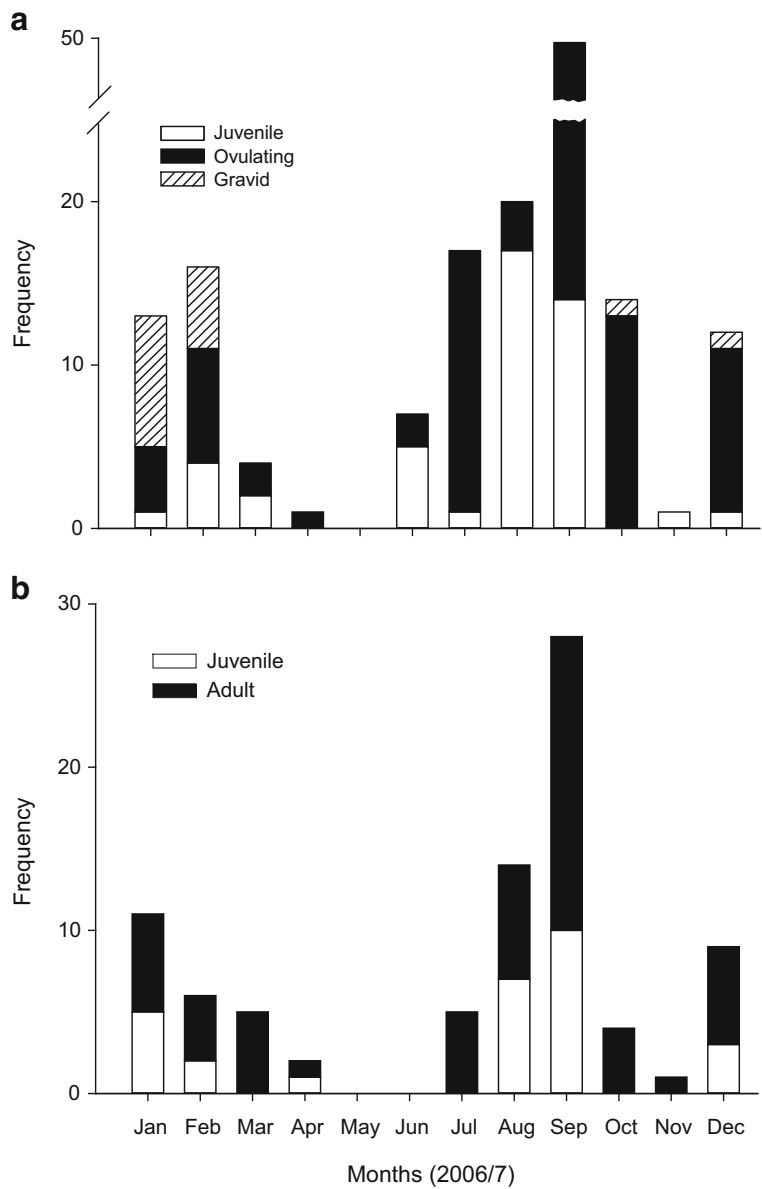 a
50
20
10
0
Frequency
Juvenile
Ovulating
Gravid
b
30
20
10
0
Frequency
Juvenile
Adult
Jan Feb Mar Apr May Jun Jul Aug Sep Oct Nov Dec
Months (2006/7)